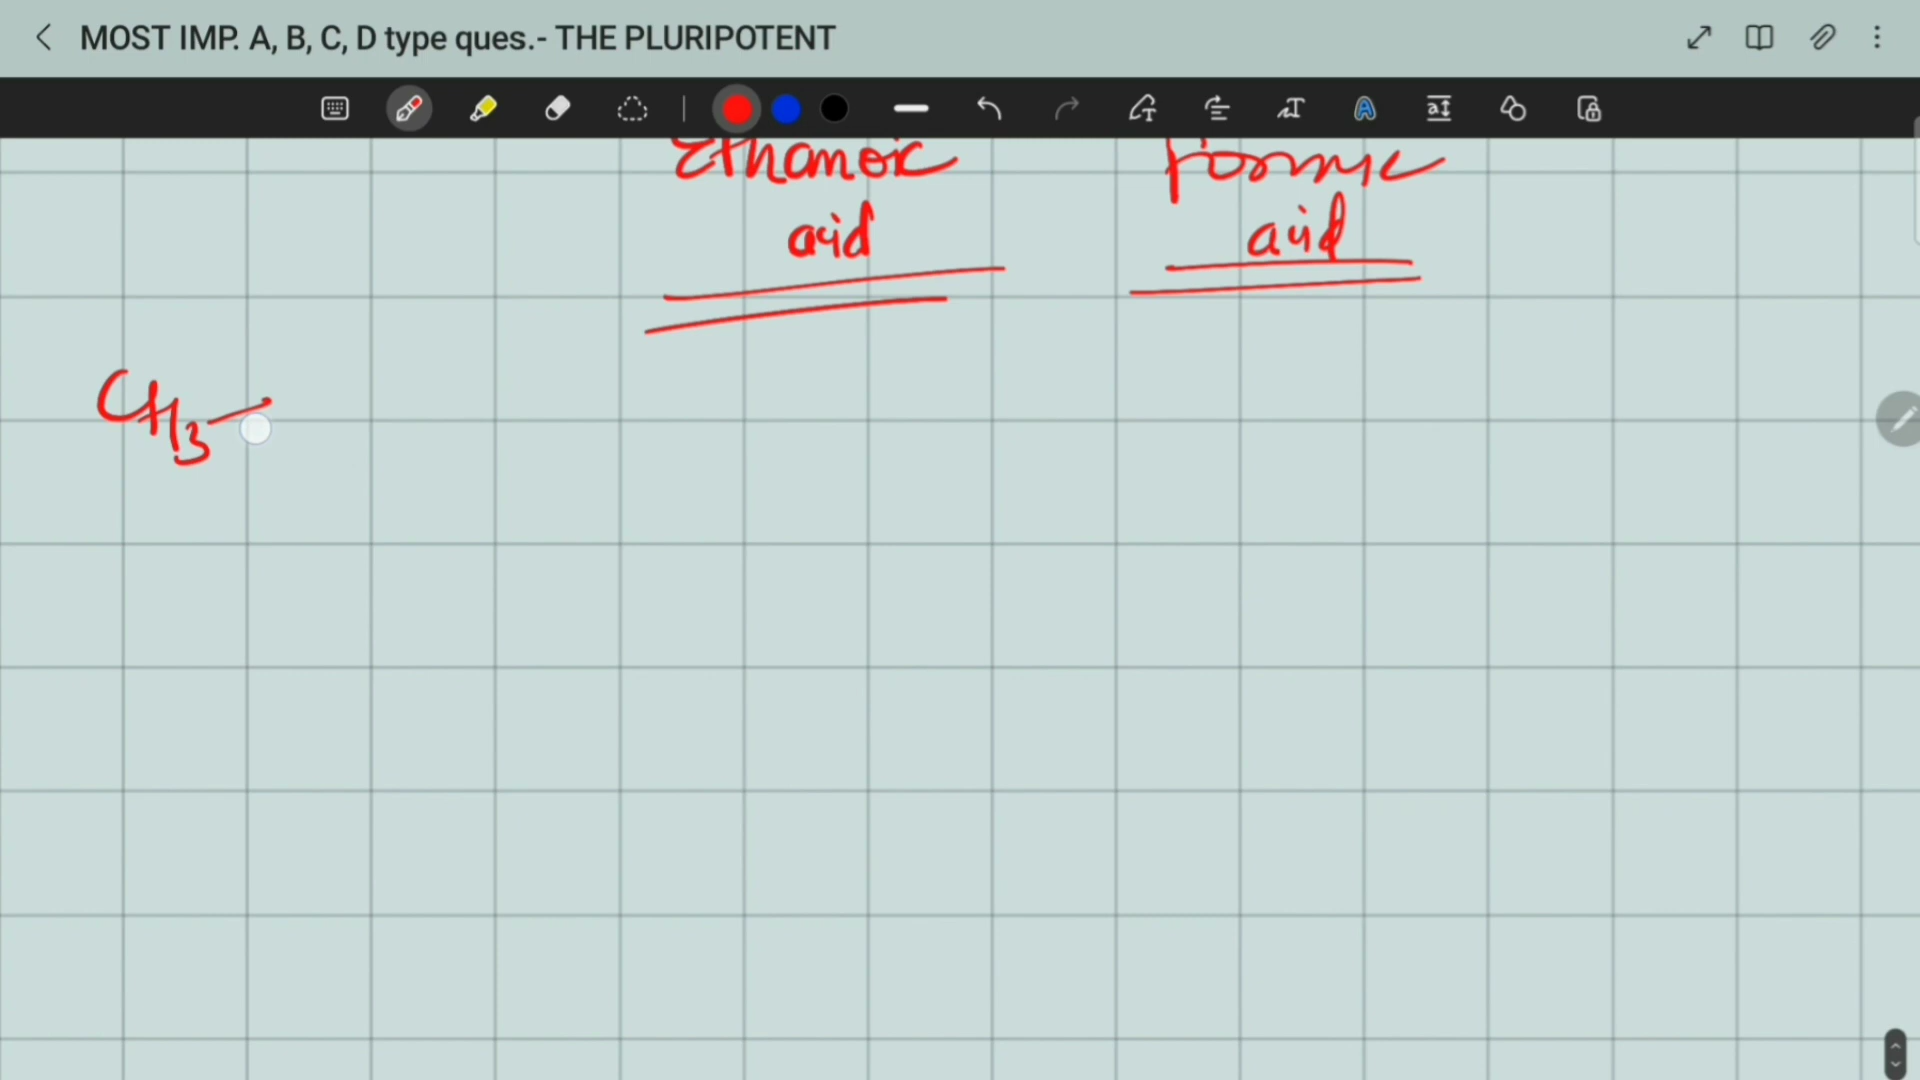 MOST IMP. A, B, C, D type ques.- THE PLURIPOTENT
Ethanoic Formic
acid acid
CH3-